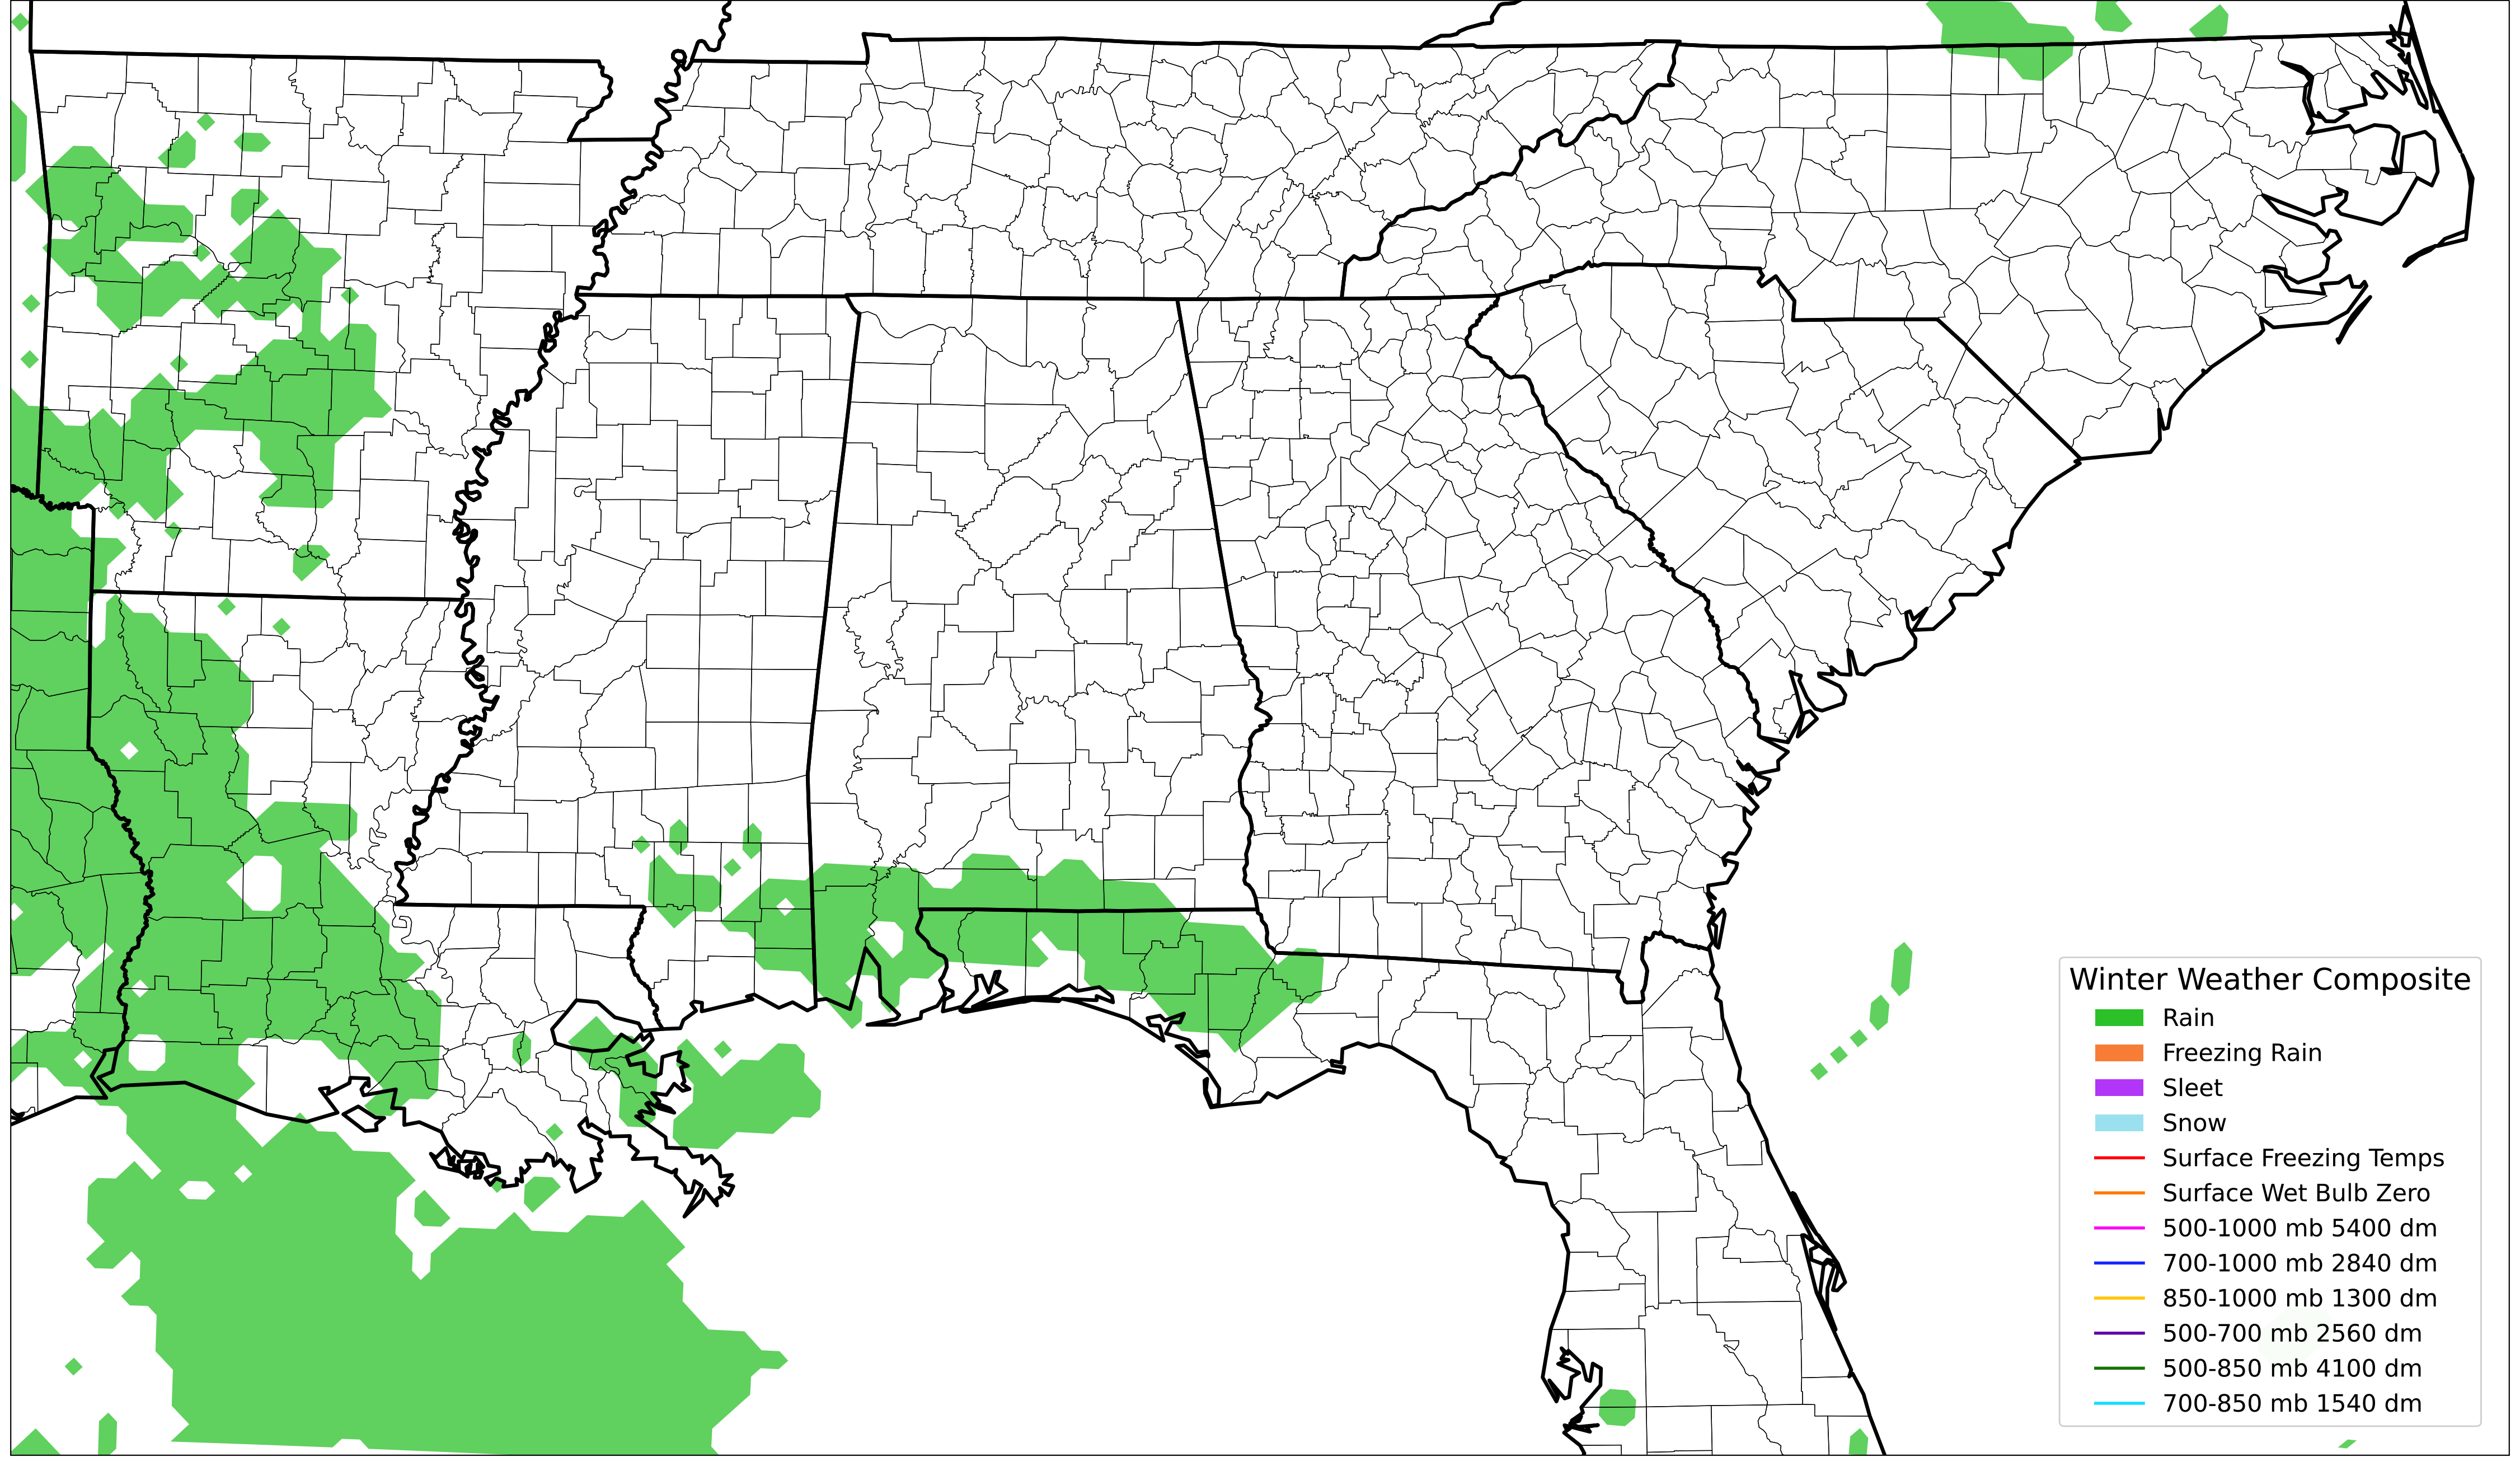 Winter Weather Composite
Rain
Freezing Rain
Sleet
Snow
Surface Freezing Temps
Surface Wet Bulb Zero
500-1000 mb 5400 dm
700-1000 mb 2840 dm
850-1000 mb 1300 dm
500-700 mb 2560 dm
500-850 mb 4100 dm
700-850 mb 1540 dm